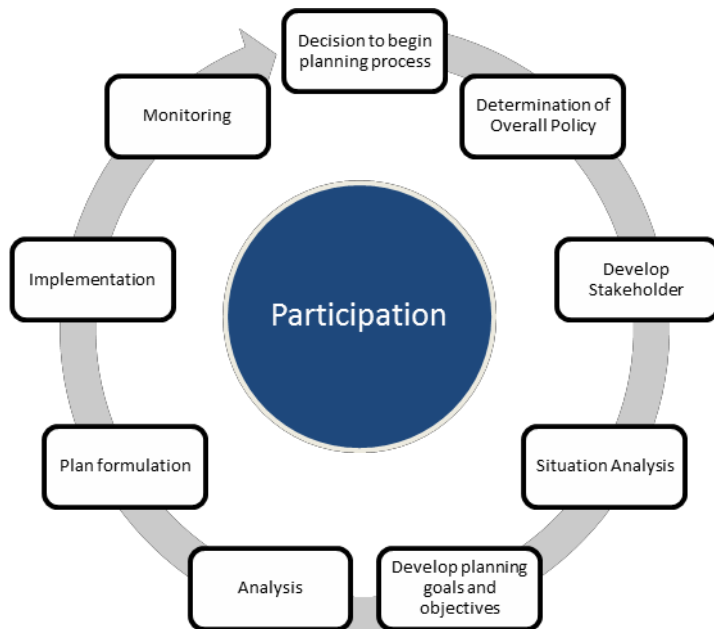 Decision to begin
planning process
Determination of
Overall Policy
Develop
Stakeholder
Situation Analysis
Develop planning
goals and
objectives
Analysis
Plan formulation
Implementation
Monitoring
Participation